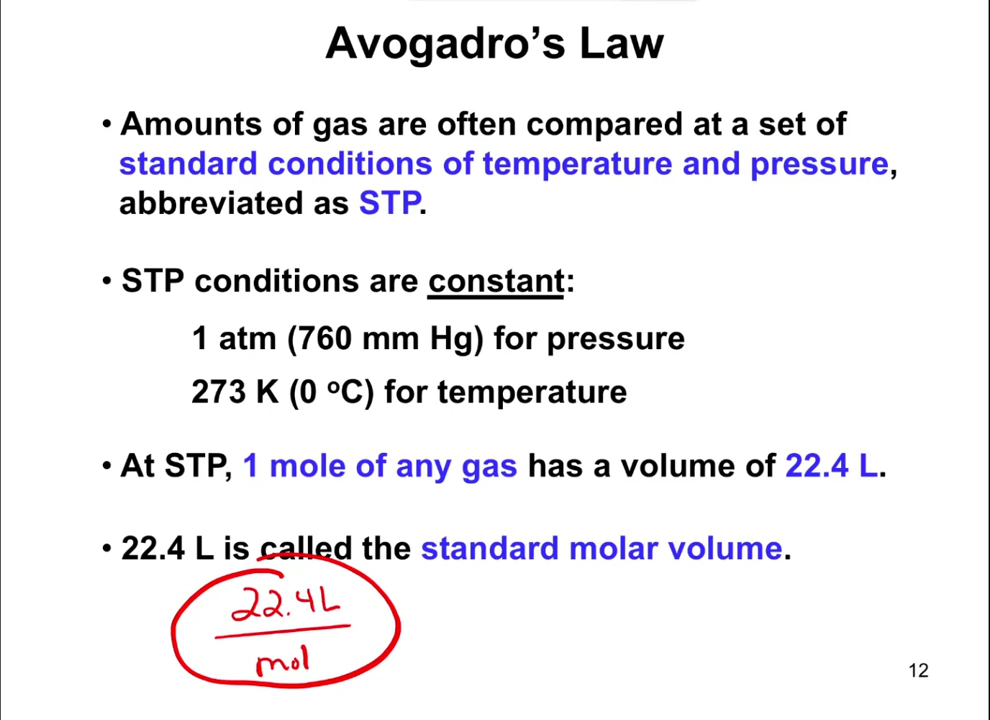 Avogadro’s Law
• Amounts of gas are often compared at a set of
standard conditions of temperature and pressure,
abbreviated as STP.
• STP conditions are constant:
1 atm (760 mm Hg) for pressure
273 K (0 ºC) for temperature
• At STP, 1 mole of any gas has a volume of 22.4 L.
• 22.4 L is called the standard molar volume.
22.4 L
mol
12